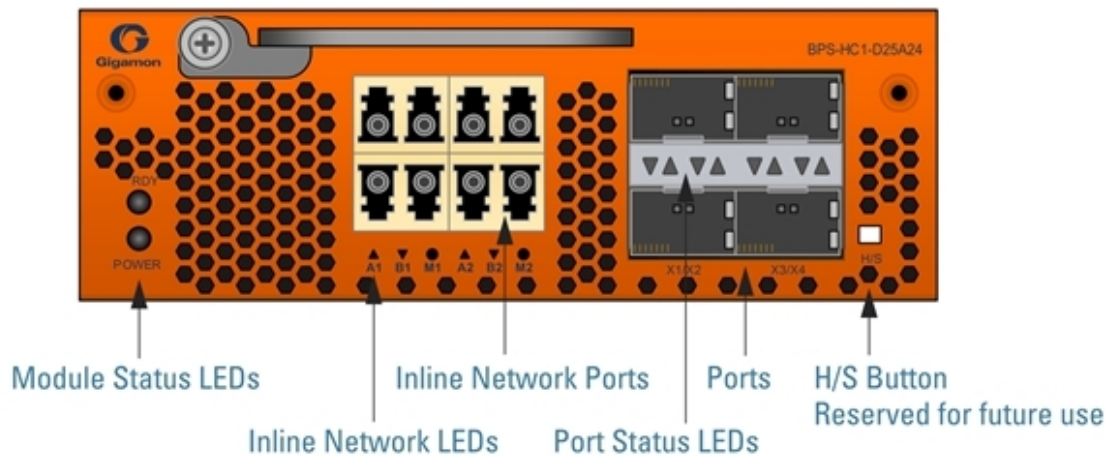 Gigamon
BPS-HC1-D25A24
RDY
POWER
A1 B1 M1 A2 B2 M2
X1/X2 X3/X4
H/S
Module Status LEDs
Inline Network Ports
Ports
H/S Button
Reserved for future use
Inline Network LEDs
Port Status LEDs